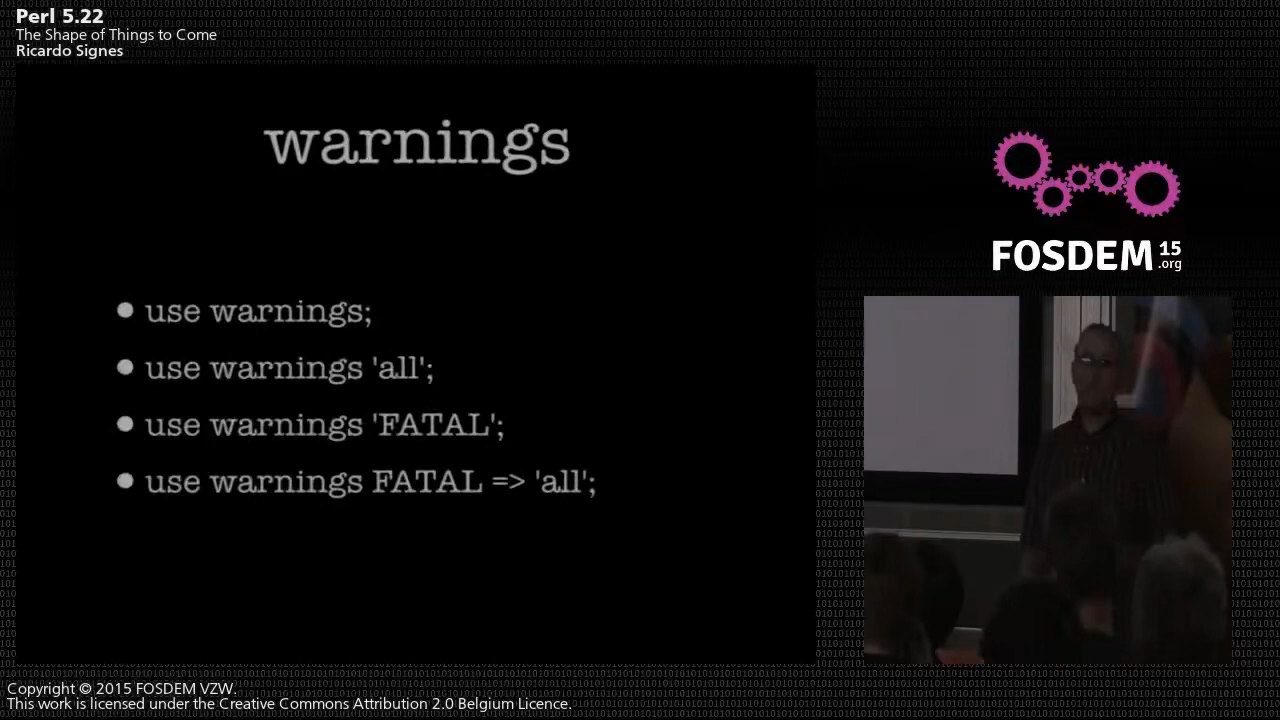 Perl 5.22
The Shape of Things to Come
Ricardo Signes
warnings
• use warnings;
• use warnings 'all';
• use warnings 'FATAL';
• use warnings FATAL => 'all';
FOSDEM 15
.org
Copyright © 2015 FOSDEM VZW.
This work is licensed under the Creative Commons Attribution 2.0 Belgium Licence.